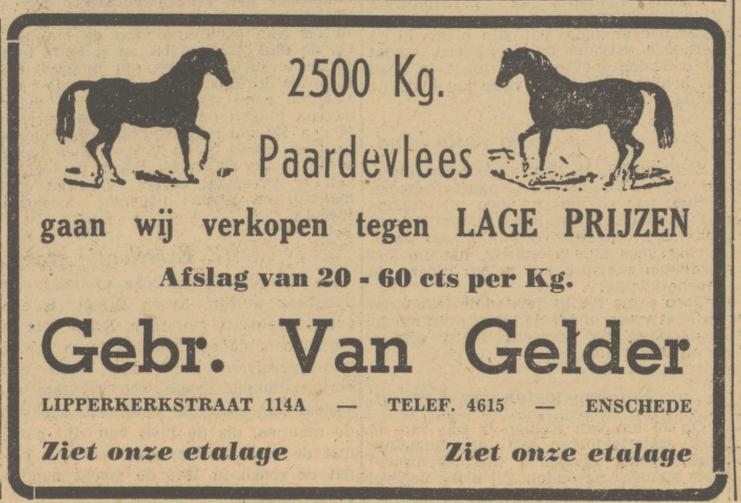 2500 Kg.
Paardevlees
gaan wij verkopen tegen LAGE PRIJZEN
Afslag van 20 - 60 cts per Kg.
Gebr. Van Gelder
LIPPERKERKSTRAAT 114A — TELEF. 4615 — ENSCHEDE
Ziet onze etalage Ziet onze etalage